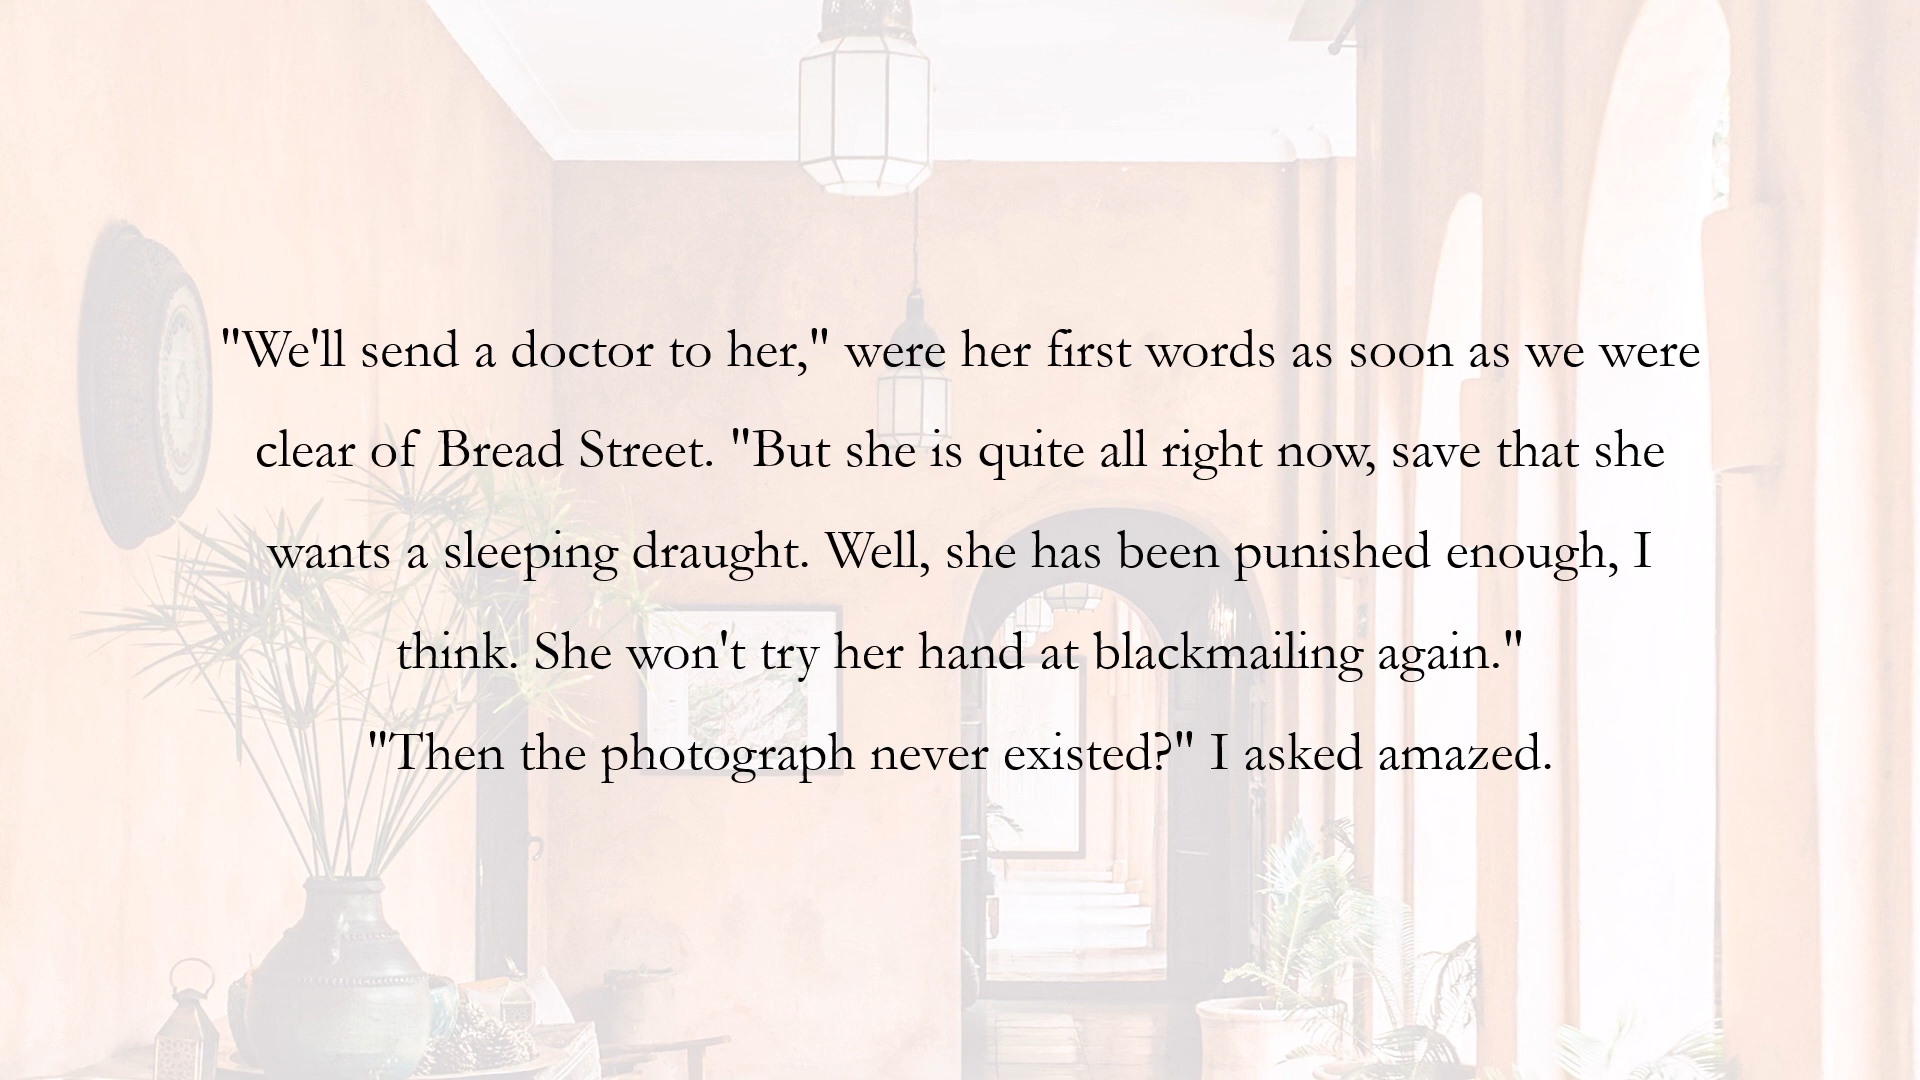 "We'll send a doctor to her," were her first words as soon as we were
clear of Bread Street. "But she is quite all right now, save that she
wants a sleeping draught. Well, she has been punished enough, I
think. She won't try her hand at blackmailing again."
"Then the photograph never existed?" I asked amazed.